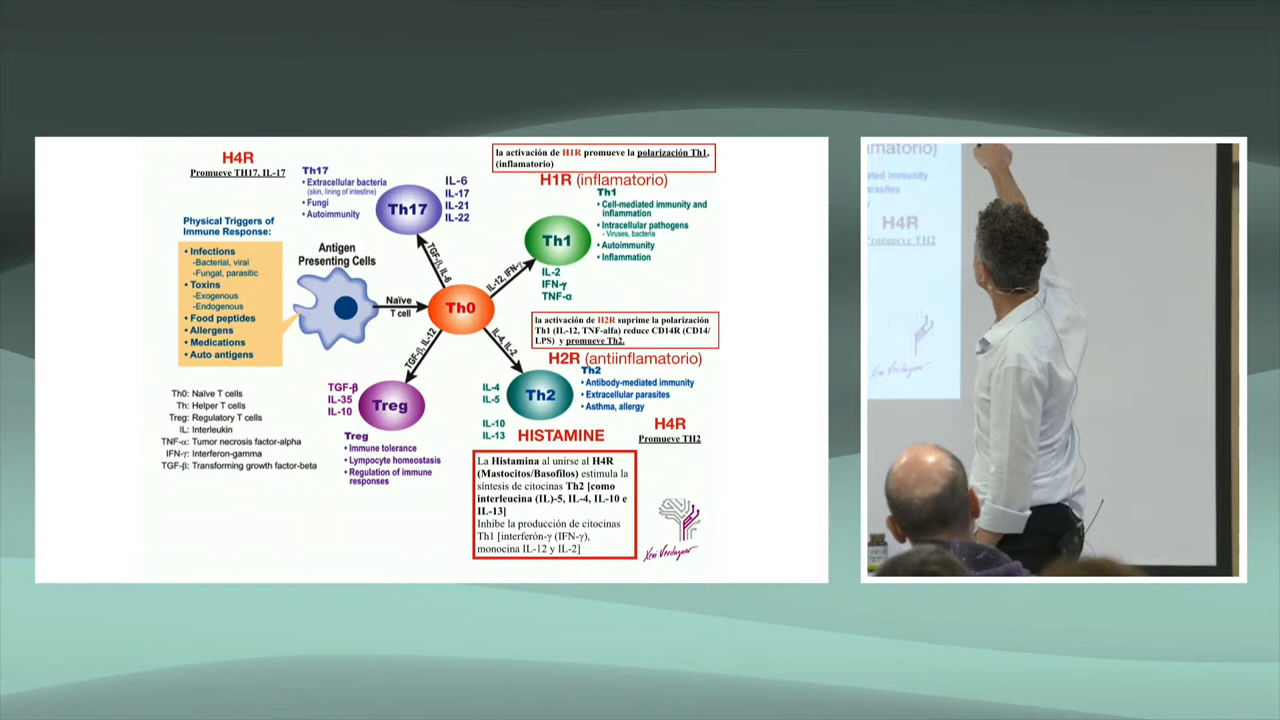 H4R
Promueve TH17, IL-17
Physical Triggers of
Immune Response:
• Infections
-Bacterial, viral
-Fungal, parasitic
• Toxins
-Exogenous
-Endogenous
• Food peptides
• Allergens
• Medications
• Auto antigens
Antigen
Presenting Cells
Naïve
T cell
Th17
• Extracellular bacteria
(skin, lining of intestine)
• Fungi
• Autoimmunity
Th17
IL-6
IL-17
IL-21
IL-22
TGF-β, IL-6
IL-12, IFN-γ
Th0
TGF-β, IL-12
IL-4, IL-2
la activación de H1R promueve la polarización Th1,
(inflamatorio)
H1R (inflamatorio)
Th1
Th1
• Cell-mediated immunity and
inflammation
• Intracellular pathogens
- Viruses, bacteria
• Autoimmunity
• Inflammation
IL-2
IFN-γ
TNF-α
la activación de H2R suprime la polarización
Th1 (IL-12, TNF-alfa) reduce CD14R (CD14/
LPS) y promueve Th2.
H2R (antiinflamatorio)
Th2
• Antibody-mediated immunity
• Extracellular parasites
• Asthma, allergy
Th2
IL-4
IL-5
IL-10
IL-13
HISTAMINE
H4R
Promueve TH2
TGF-β
IL-35
IL-10
Treg
Treg
• Immune tolerance
• Lympocyte homeostasis
• Regulation of immune
responses
Th0: Naïve T cells
Th: Helper T cells
Treg: Regulatory T cells
IL: Interleukin
TNF-α: Tumor necrosis factor-alpha
IFN-γ: Interferon-gamma
TGF-β: Transforming growth factor-beta
La Histamina al unirse al H4R
(Mastocitos/Basofilos) estimula la
síntesis de citocinas Th2 [como
interleucina (IL)-5, IL-4, IL-10 e
IL-13]
Inhibe la producción de citocinas
Th1 [interferón-γ (IFN-γ),
monocina IL-12 y IL-2]
Xevi Verdaguer
amatorio)
ated immunity
arasites
H4R
Promueve TH2